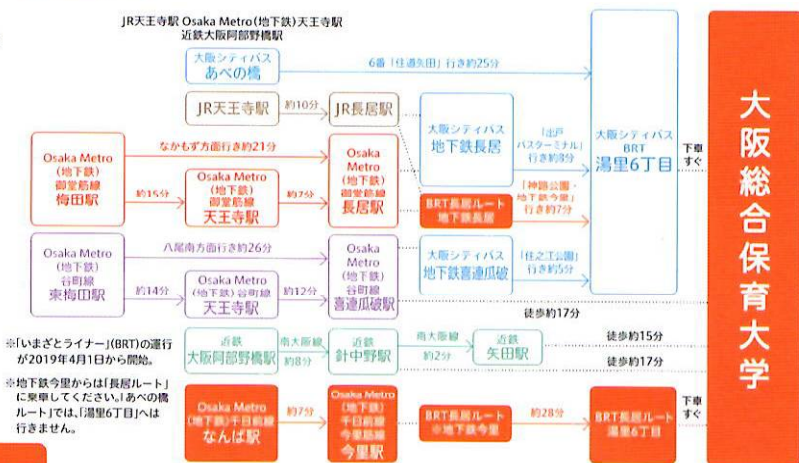 JR天王寺駅 Osaka Metro(地下鉄)天王寺駅
近鉄大阪阿部野橋駅
大阪シティバス
あべの橋
6番「住道矢田」行き約25分
JR天王寺駅
約10分
JR長居駅
大阪シティバス
地下鉄長居
「出戸
バスターミナル」
行き約8分
大阪シティバス
BRT
湯里6丁目
下車
すぐ
大阪総合保育大学
Osaka Metro
(地下鉄)
御堂筋線
梅田駅
なかもず方面行き約21分
約15分
Osaka Metro
(地下鉄)
御堂筋線
天王寺駅
約7分
Osaka
Metro
(地下鉄)
御堂筋線
長居駅
BRT長居ルート
地下鉄長居
「神路公園・
地下鉄今里」
行き約7分
Osaka Metro
(地下鉄)
谷町線
東梅田駅
八尾南方面行き約26分
約14分
Osaka Metro
(地下鉄)谷町線
天王寺駅
約12分
Osaka
Metro
(地下鉄)
谷町線
喜連瓜破駅
大阪シティバス
地下鉄喜連瓜破
「住之江公園」
行き約5分
徒歩約17分
近鉄
大阪阿部野橋駅
南大阪線
約8分
近鉄
針中野駅
南大阪線
約2分
近鉄
矢田駅
徒歩約15分
徒歩約17分
※「いまざとライナー」(BRT)の運行
が2019年4月1日から開始。
※地下鉄今里からは「長居ルート」
に乗車してください。「あべの橋
ルート」では、「湯里6丁目」へは
行きません。
Osaka Metro
(地下鉄)千日前線
なんば駅
約7分
Osaka Metro
(地下鉄)
千日前線
今里筋線
今里駅
BRT長居ルート
※地下鉄今里
約28分
BRT長居ルート
湯里6丁目
下車
すぐ